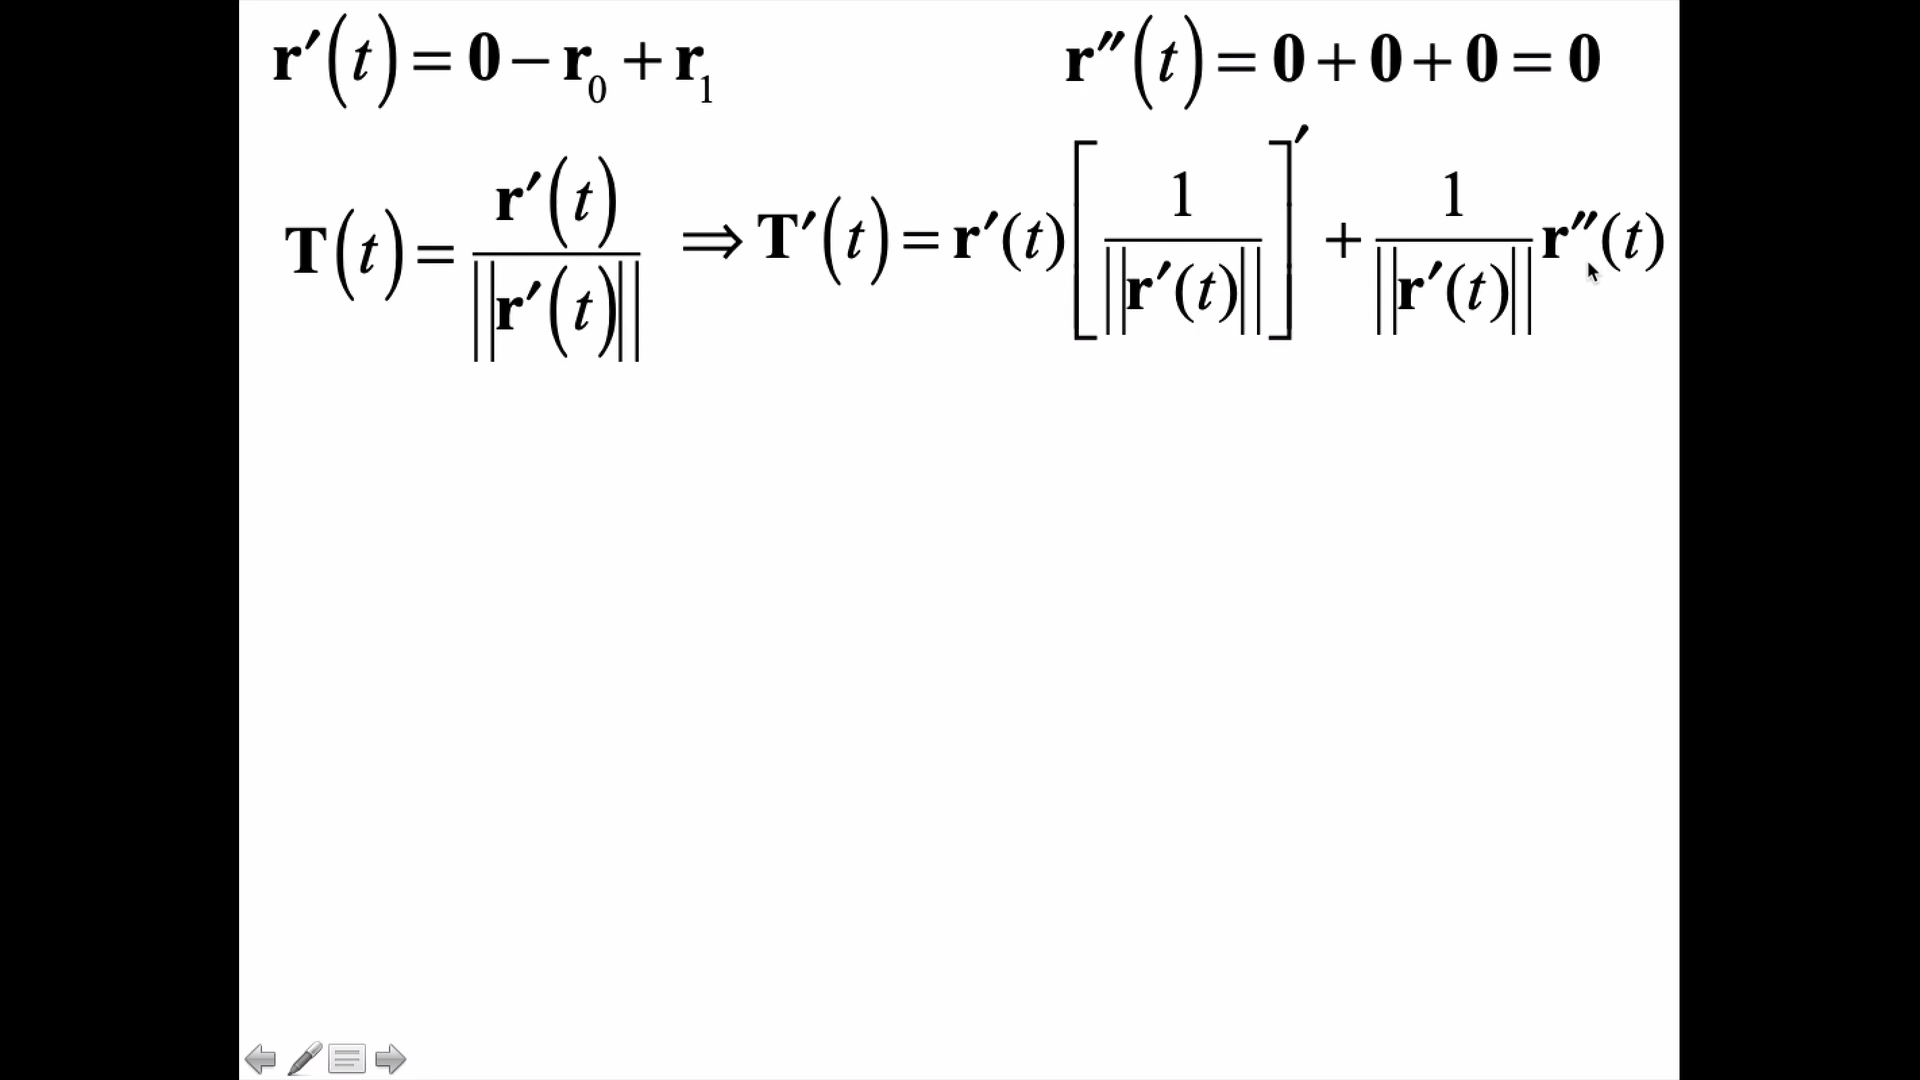 r′(t) = 0 − r₀ + r₁
r″(t) = 0 + 0 + 0 = 0
T(t) = r′(t) / ||r′(t)|| ⇒ T′(t) = r′(t) [1 / ||r′(t)||]′ + 1 / ||r′(t)|| r″(t)